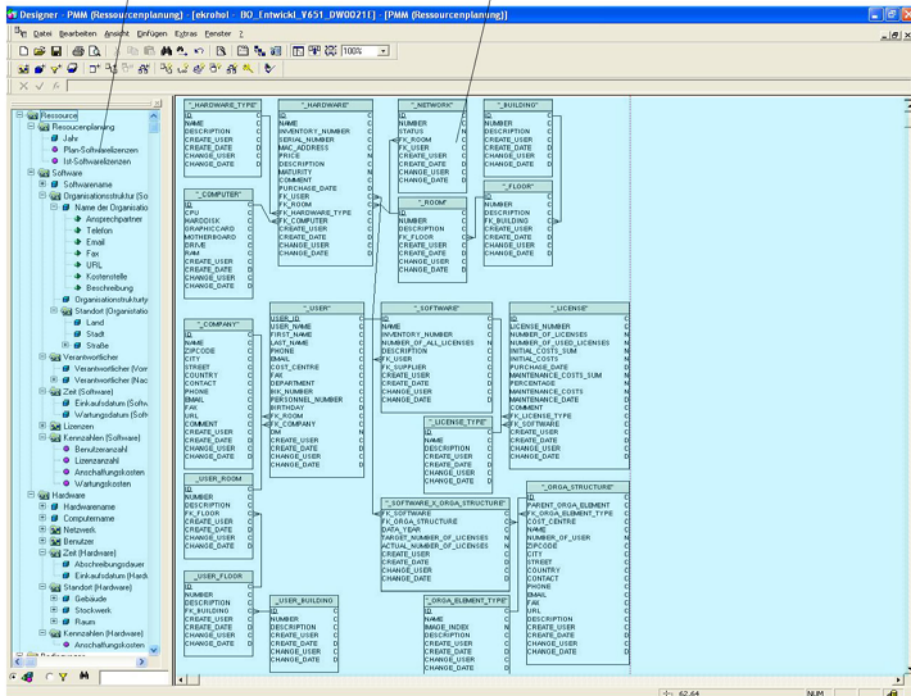 Designer - PMM (Ressourcenplanung) - [ekrohol - BO_Entwickl_V651_DW0021E] - [PMM (Ressourcenplanung)]
Datei Bearbeiten Ansicht Einfügen Extras Fenster ?
100%
Ressource
Resourcenplanung
Jahr
Plan-Softwarelizenzen
Ist-Softwarelizenzen
Software
Softwarename
Organisationsstruktur (So
Name der Organisatio
Ansprechpartner
Telefon
Email
Fax
URL
Kostenstelle
Beschreibung
Organisationstrukturty
Standort (Organistatio
Land
Stadt
Straße
Verantwortlicher
Verantwortlicher (Vorr
Verantwortlicher (Nac
Zeit (Software)
Einkaufsdatum (Softw
Wartungsdatum (Softv
Lizenzen
Kennzahlen (Software)
Benutzeranzahl
Lizenzanzahl
Anschaffungskosten
Wartungskosten
Hardware
Hardwarename
Computername
Netzwerk
Benutzer
Zeit (Hardware)
Abschreibungsdauer
Einkaufsdatum (Hard
Standort (Hardware)
Gebäude
Stockwerk
Raum
Kennzahlen (Hardware)
Anschaffungskosten
"_HARDWARE_TYPE"
ID C
NAME C
DESCRIPTION C
CREATE_USER C
CREATE_DATE D
CHANGE_USER C
CHANGE_DATE D
"_HARDWARE"
ID C
NAME C
INVENTORY_NUMBER C
SERIAL_NUMBER C
MAC_ADDRESS C
PRICE N
DESCRIPTION C
MATURITY N
COMMENT C
PURCHASE_DATE D
FK_USER C
FK_ROOM C
FK_HARDWARE_TYPE C
FK_COMPUTER C
CREATE_USER C
CREATE_DATE D
CHANGE_USER C
CHANGE_DATE D
"_NETWORK"
ID C
NUMBER C
STATUS N
FK_ROOM C
FK_USER C
CREATE_USER C
CREATE_DATE D
CHANGE_USER C
CHANGE_DATE D
"_BUILDING"
ID C
NUMBER C
DESCRIPTION C
CREATE_USER C
CREATE_DATE D
CHANGE_USER C
CHANGE_DATE D
"_COMPUTER"
ID C
CPU C
HARDDISK C
GRAPHICCARD C
MOTHERBOARD C
DRIVE C
RAM C
CREATE_USER C
CREATE_DATE D
CHANGE_USER C
CHANGE_DATE D
"_ROOM"
ID C
NUMBER C
DESCRIPTION C
FK_FLOOR C
CREATE_USER C
CREATE_DATE D
CHANGE_USER C
CHANGE_DATE D
"_FLOOR"
ID C
NUMBER C
DESCRIPTION C
FK_BUILDING C
CREATE_USER C
CREATE_DATE D
CHANGE_USER C
CHANGE_DATE D
"_COMPANY"
ID C
NAME C
ZIPCODE C
CITY C
STREET C
COUNTRY C
CONTACT C
PHONE C
EMAIL C
FAX C
URL C
COMMENT C
CREATE_USER C
CREATE_DATE D
CHANGE_USER C
CHANGE_DATE D
"_USER"
USER_ID C
USER_NAME C
FIRST_NAME C
LAST_NAME C
PHONE C
EMAIL C
COST_CENTRE C
FAX C
DEPARTMENT C
BIK_NUMBER C
PERSONNEL_NUMBER C
BIRTHDAY D
FK_ROOM C
FK_COMPANY C
DM N
CREATE_USER C
CREATE_DATE D
CHANGE_USER C
CHANGE_DATE D
"_SOFTWARE"
ID C
NAME C
INVENTORY_NUMBER C
NUMBER_OF_ALL_LICENSES N
DESCRIPTION C
FK_USER C
FK_SUPPLIER C
CREATE_USER C
CREATE_DATE D
CHANGE_USER C
CHANGE_DATE D
"_LICENSE"
ID C
LICENSE_NUMBER C
NUMBER_OF_LICENSES N
NUMBER_OF_USED_LICENSES N
INITIAL_COSTS_SUM N
INITIAL_COSTS N
PURCHASE_DATE D
MAINTENANCE_COSTS_SUM N
PERCENTAGE N
MAINTENANCE_COSTS N
MAINTENANCE_DATE D
COMMENT C
FK_LICENSE_TYPE C
FK_SOFTWARE C
CREATE_USER C
CREATE_DATE D
CHANGE_USER C
CHANGE_DATE D
"_LICENSE_TYPE"
ID C
NAME C
DESCRIPTION C
CREATE_USER C
CREATE_DATE D
CHANGE_USER C
CHANGE_DATE D
_USER_ROOM
ID C
NUMBER C
DESCRIPTION C
FK_FLOOR C
CREATE_USER C
CREATE_DATE D
CHANGE_USER C
CHANGE_DATE D
"_SOFTWARE_X_ORGA_STRUCTURE"
FK_SOFTWARE C
FK_ORGA_STRUCTURE C
DATA_YEAR C
TARGET_NUMBER_OF_LICENSES N
ACTUAL_NUMBER_OF_LICENSES N
CREATE_USER C
CREATE_DATE D
CHANGE_USER C
CHANGE_DATE D
"_ORGA_STRUCTURE"
ID C
PARENT_ORGA_ELEMENT C
FK_ORGA_ELEMENT_TYPE C
COST_CENTRE C
NAME C
NUMBER_OF_USER N
ZIPCODE C
CITY C
STREET C
COUNTRY C
CONTACT C
PHONE C
EMAIL C
FAX C
URL C
DESCRIPTION C
CREATE_USER C
CREATE_DATE D
CHANGE_USER C
CHANGE_DATE D
_USER_FLOOR
ID C
NUMBER C
DESCRIPTION C
FK_BUILDING C
CREATE_USER C
CREATE_DATE D
CHANGE_USER C
CHANGE_DATE D
_USER_BUILDING
ID C
NUMBER C
DESCRIPTION C
CREATE_USER C
CREATE_DATE D
CHANGE_USER C
CHANGE_DATE D
"_ORGA_ELEMENT_TYPE"
ID C
NAME C
IMAGE_INDEX N
DESCRIPTION C
CREATE_USER C
CREATE_DATE D
CHANGE_USER C
CHANGE_DATE D
62,64
NUM